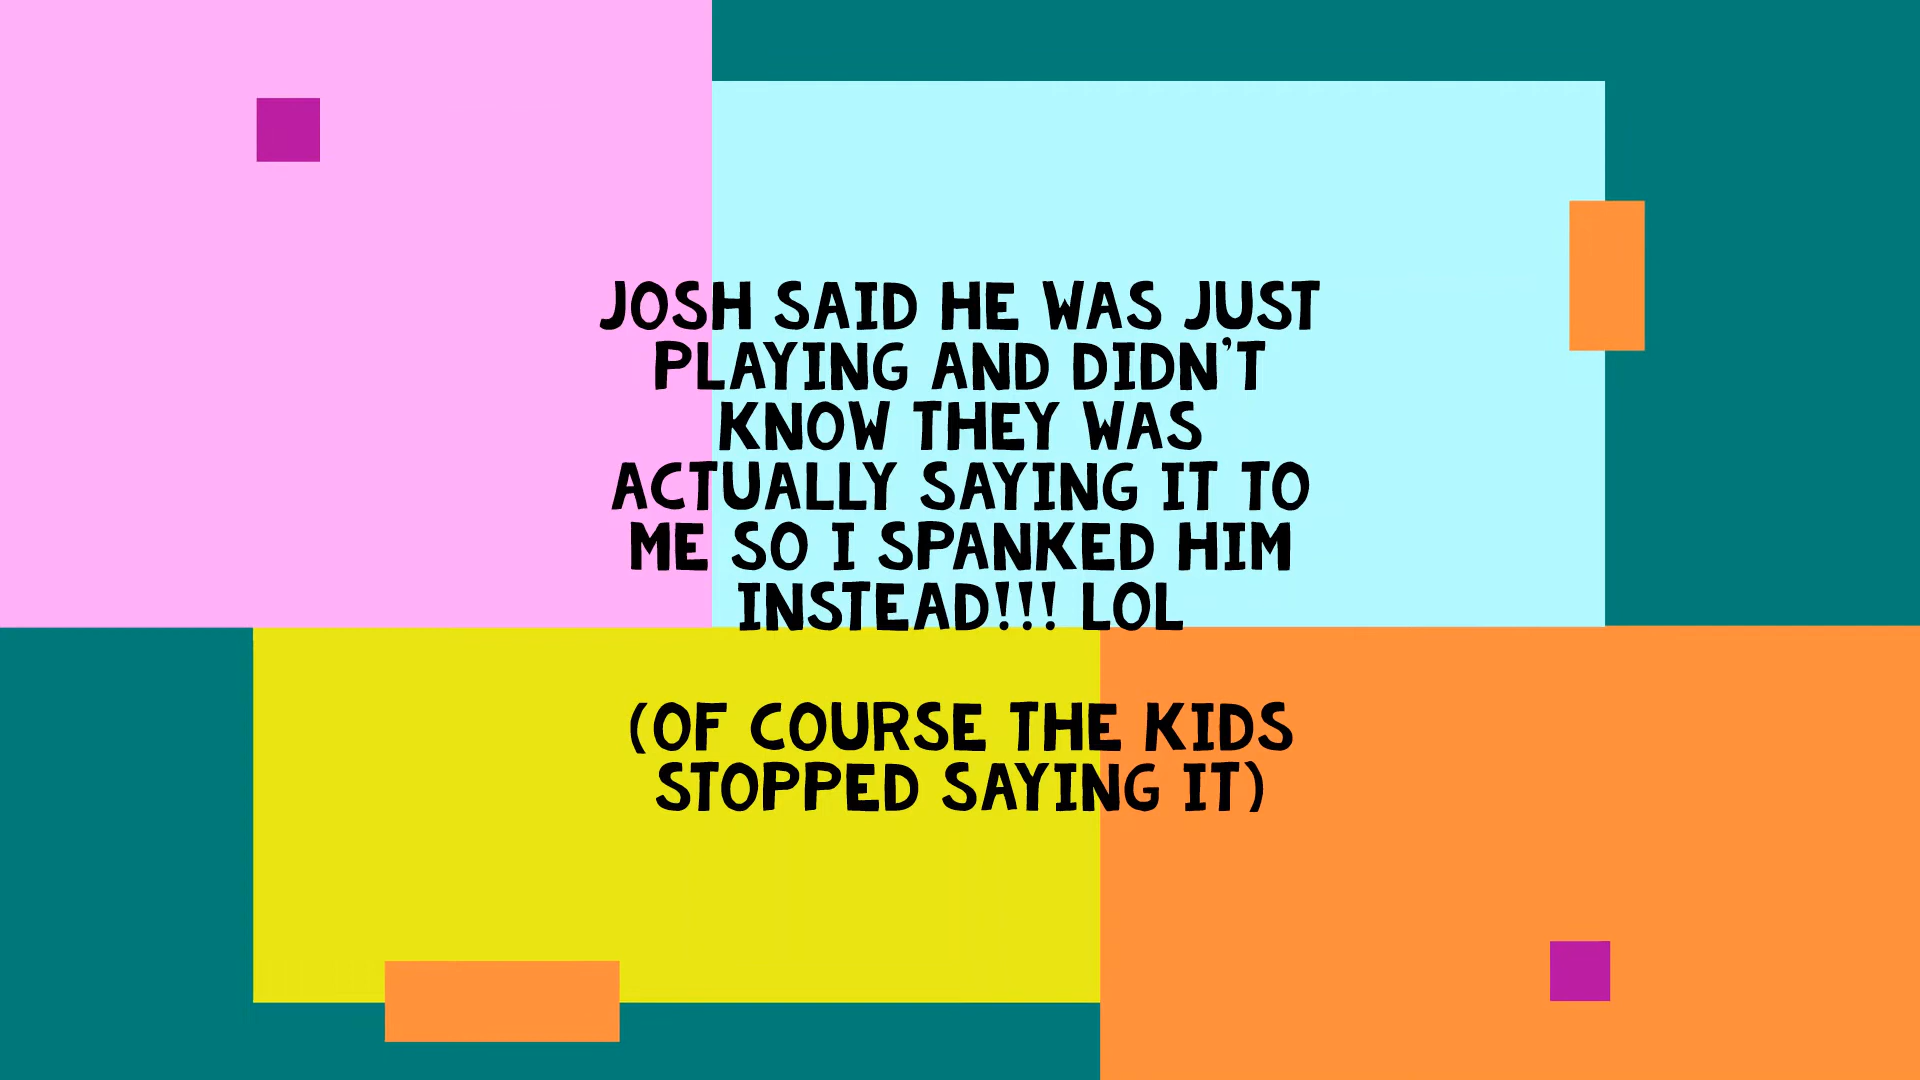 JOSH SAID HE WAS JUST
PLAYING AND DIDN'T
KNOW THEY WAS
ACTUALLY SAYING IT TO
ME SO I SPANKED HIM
INSTEAD!!! LOL
(OF COURSE THE KIDS
STOPPED SAYING IT)